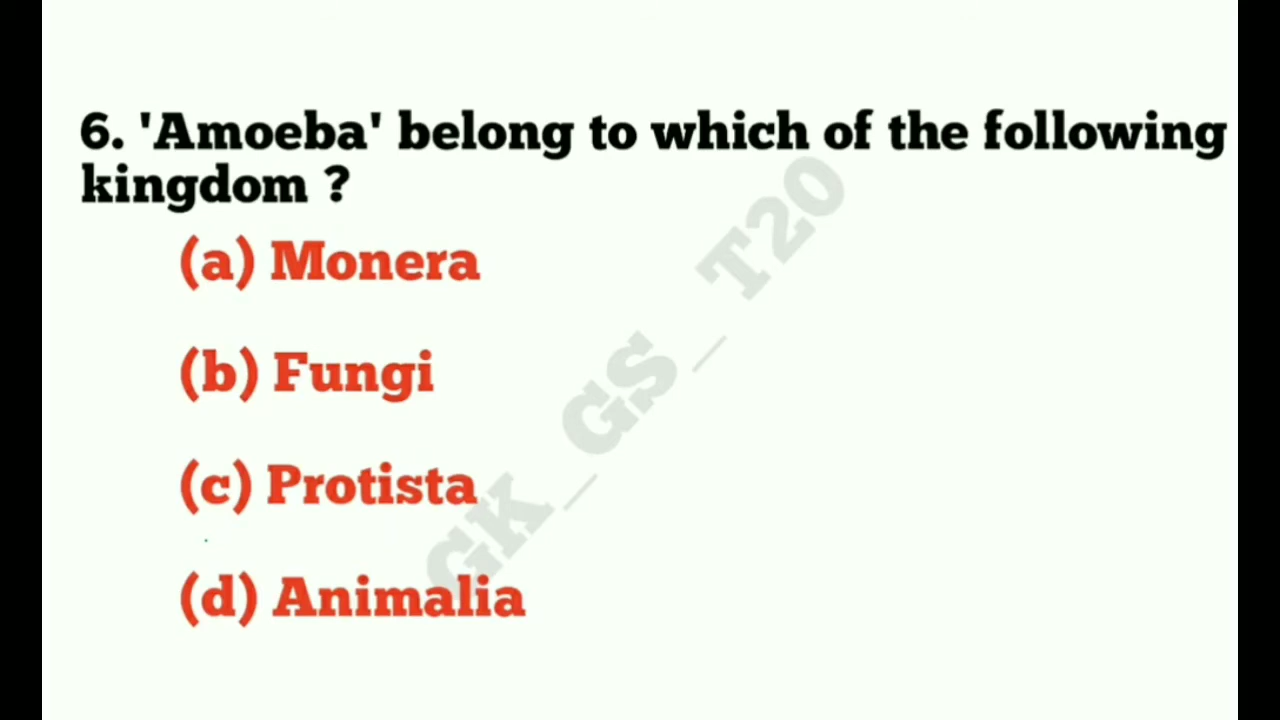 6. 'Amoeba' belong to which of the following
kingdom ?
(a) Monera
(b) Fungi
(c) Protista
(d) Animalia
GK_GS_T20